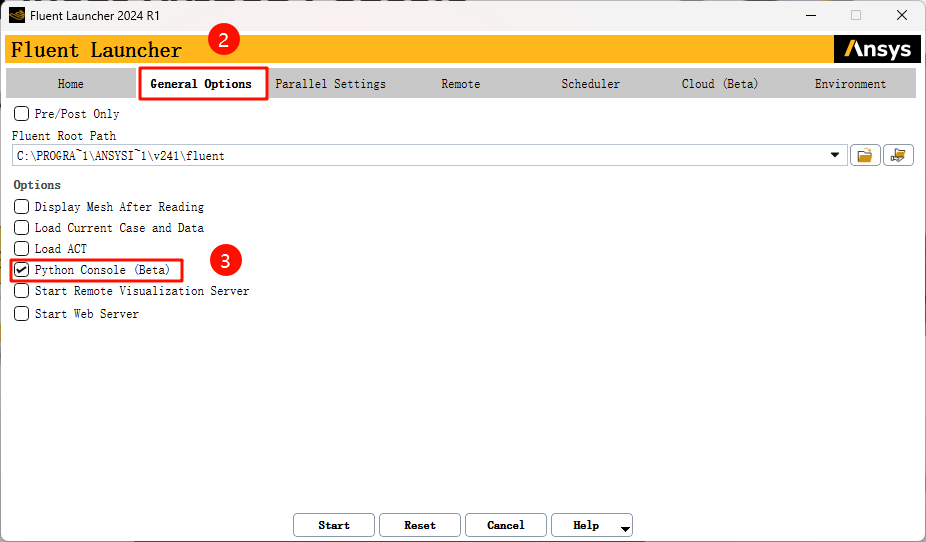 Fluent Launcher 2024 R1
Fluent Launcher
2
Ansys
Home General Options Parallel Settings Remote Scheduler Cloud (Beta) Environment
Pre/Post Only
Fluent Root Path
C:\PROGRA~1\ANSYSI~1\v241\fluent
Options
Display Mesh After Reading
Load Current Case and Data
Load ACT
Python Console (Beta)
3
Start Remote Visualization Server
Start Web Server
Start Reset Cancel Help